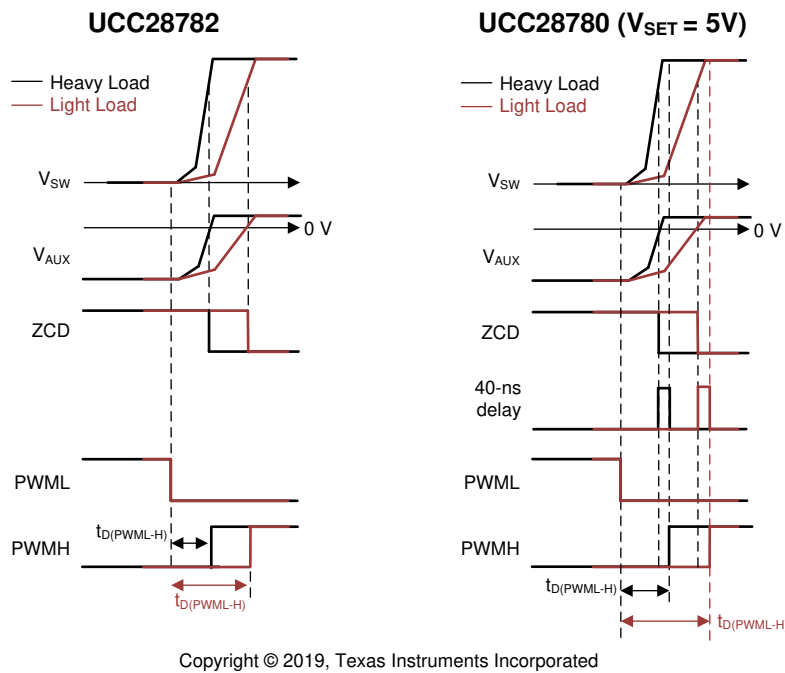 UCC28782
Heavy Load
Light Load
VSW
0 V
VAUX
ZCD
PWML
tD(PWML-H)
PWMH
tD(PWML-H)
UCC28780 (VSET = 5V)
Heavy Load
Light Load
VSW
0 V
VAUX
ZCD
40-ns
delay
PWML
PWMH
tD(PWML-H)
tD(PWML-H
Copyright © 2019, Texas Instruments Incorporated